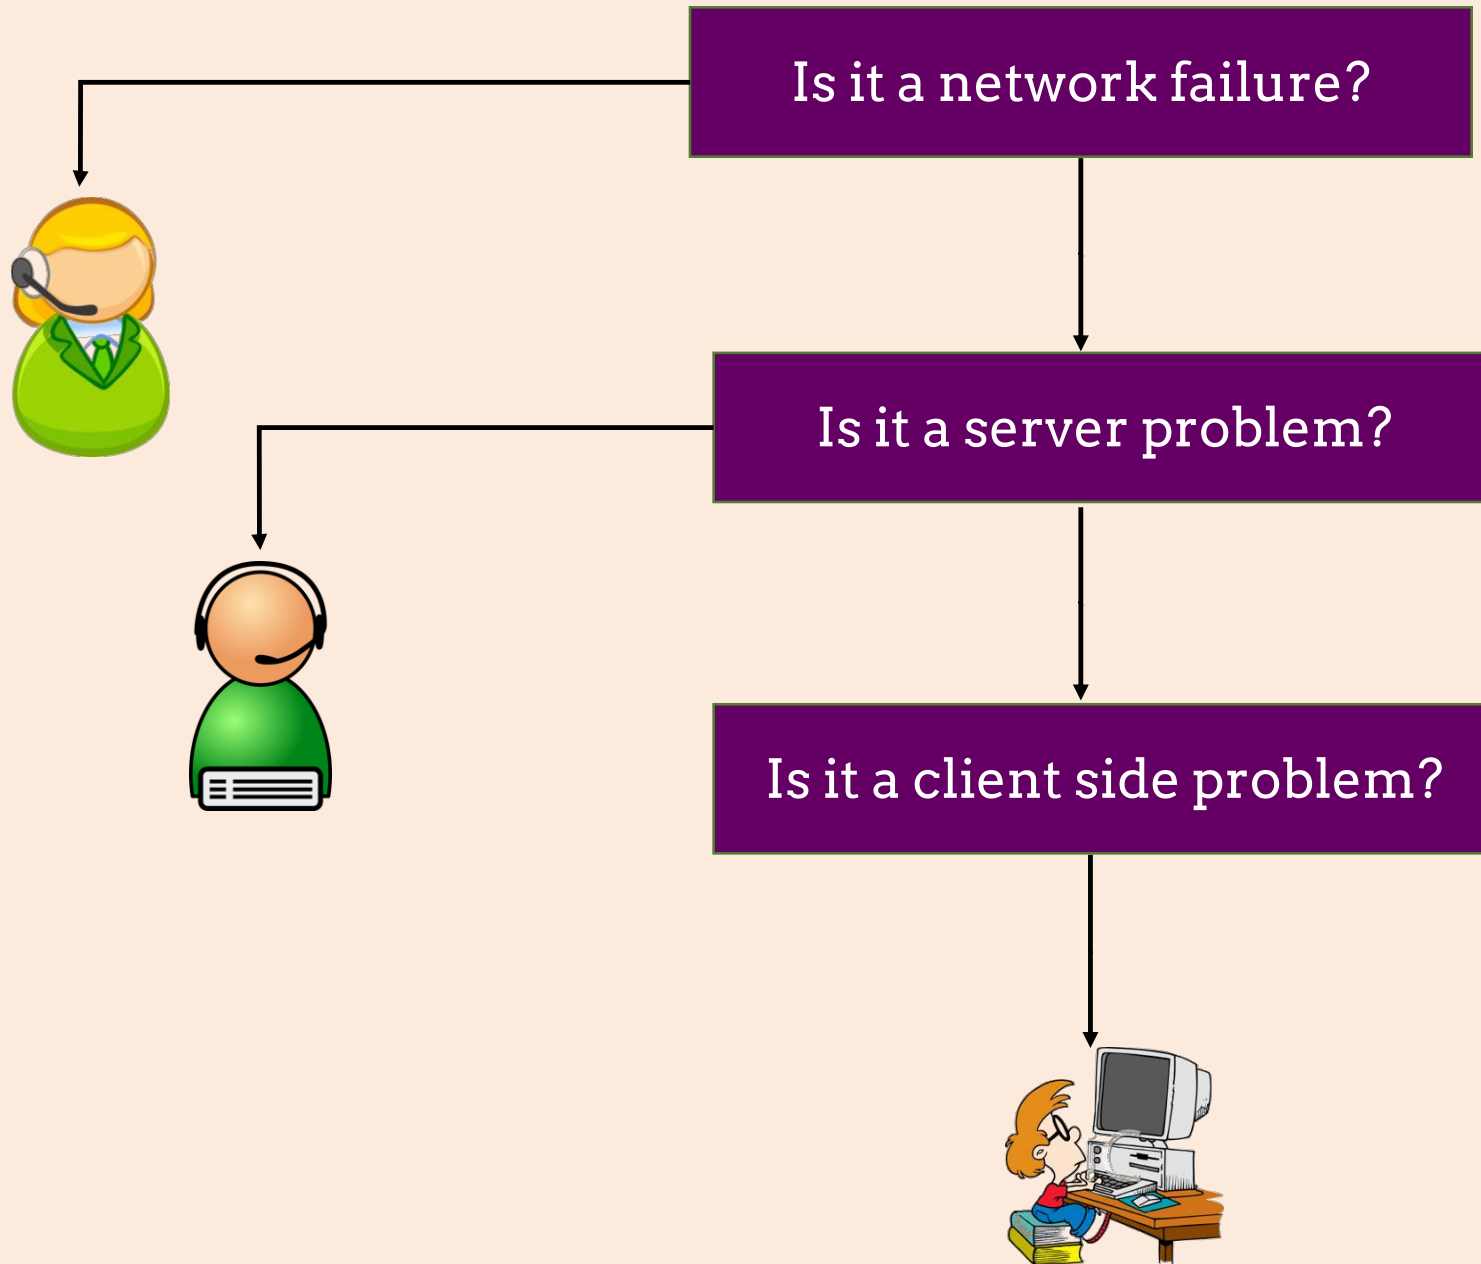 Is it a network failure?
Is it a server problem?
Is it a client side problem?